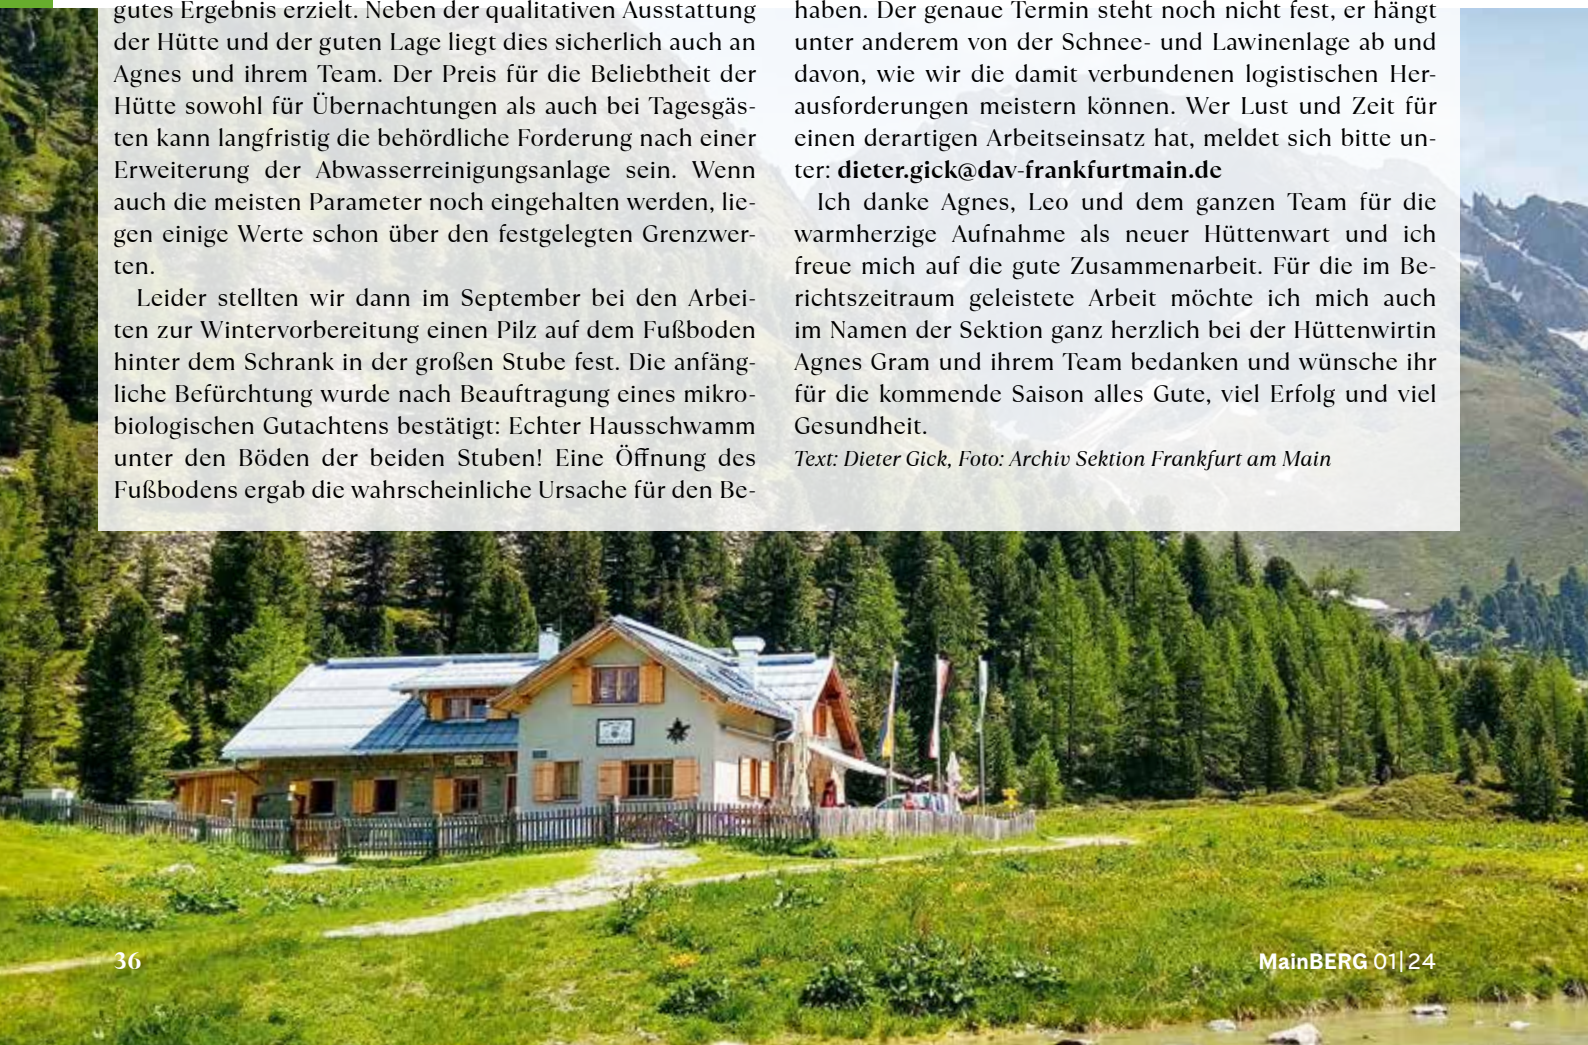 gutes Ergebnis erzielt. Neben der qualitativen Ausstattung
der Hütte und der guten Lage liegt dies sicherlich auch an
Agnes und ihrem Team. Der Preis für die Beliebtheit der
Hütte sowohl für Übernachtungen als auch bei Tagesgäs-
ten kann langfristig die behördliche Forderung nach einer
Erweiterung der Abwasserreinigungsanlage sein. Wenn
auch die meisten Parameter noch eingehalten werden, lie-
gen einige Werte schon über den festgelegten Grenzwer-
ten.
Leider stellten wir dann im September bei den Arbei-
ten zur Wintervorbereitung einen Pilz auf dem Fußboden
hinter dem Schrank in der großen Stube fest. Die anfäng-
liche Befürchtung wurde nach Beauftragung eines mikro-
biologischen Gutachtens bestätigt: Echter Hausschwamm
unter den Böden der beiden Stuben! Eine Öffnung des
Fußbodens ergab die wahrscheinliche Ursache für den Be-
haben. Der genaue Termin steht noch nicht fest, er hängt
unter anderem von der Schnee- und Lawinenlage ab und
davon, wie wir die damit verbundenen logistischen Her-
ausforderungen meistern können. Wer Lust und Zeit für
einen derartigen Arbeitseinsatz hat, meldet sich bitte un-
ter: dieter.gick@dav-frankfurtmain.de
Ich danke Agnes, Leo und dem ganzen Team für die
warmherzige Aufnahme als neuer Hüttenwart und ich
freue mich auf die gute Zusammenarbeit. Für die im Be-
richtszeitraum geleistete Arbeit möchte ich mich auch
im Namen der Sektion ganz herzlich bei der Hüttenwirtin
Agnes Gram und ihrem Team bedanken und wünsche ihr
für die kommende Saison alles Gute, viel Erfolg und viel
Gesundheit.
Text: Dieter Gick, Foto: Archiv Sektion Frankfurt am Main
36
MainBERG 01|24